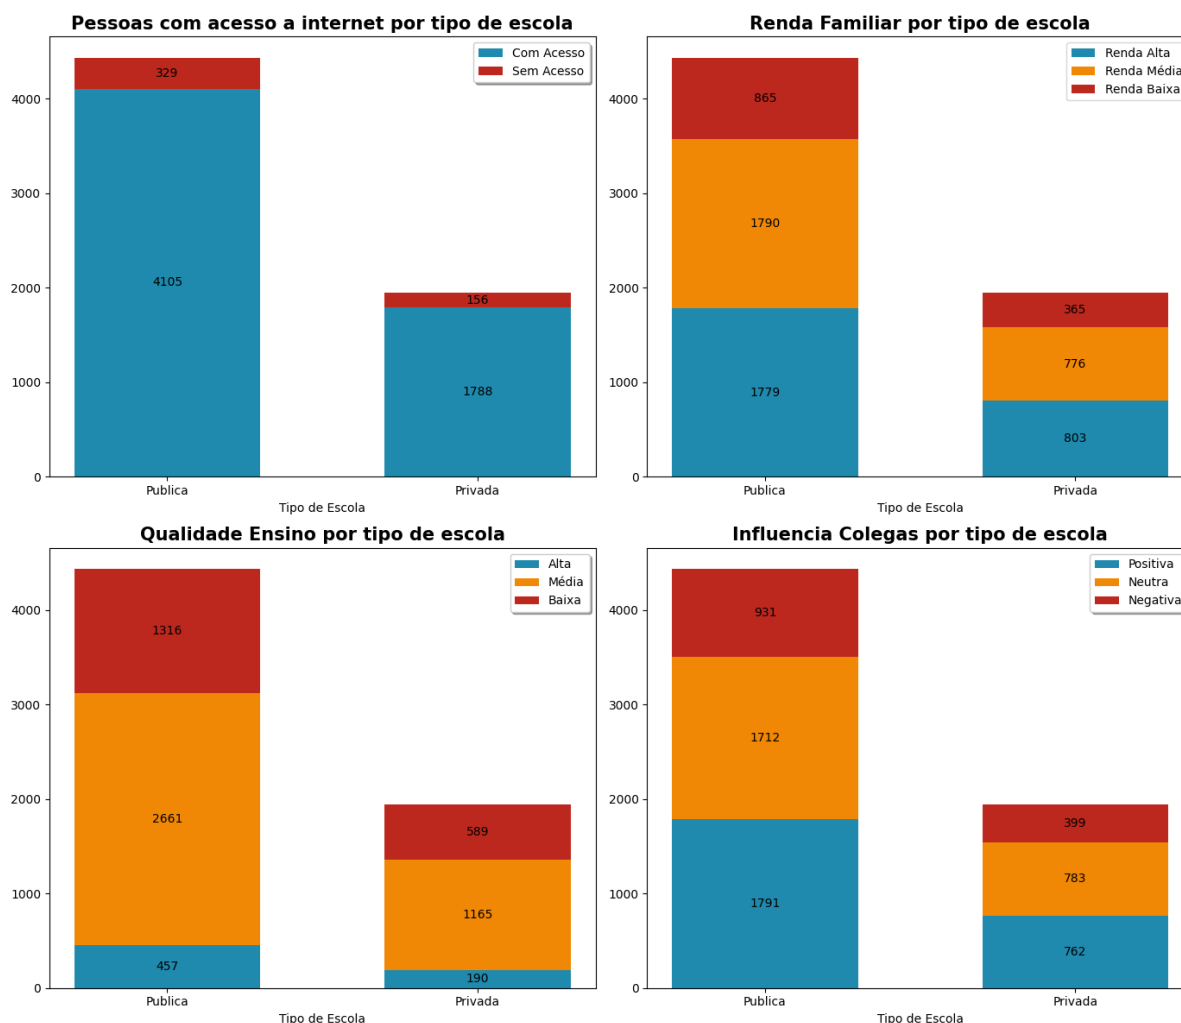 Pessoas com acesso a internet por tipo de escola
Com Acesso
Sem Acesso
4000
3000
2000
1000
0
329
4105
156
1788
Publica
Privada
Tipo de Escola
Renda Familiar por tipo de escola
Renda Alta
Renda Média
Renda Baixa
4000
3000
2000
1000
0
865
1790
1779
365
776
803
Publica
Privada
Tipo de Escola
Qualidade Ensino por tipo de escola
Alta
Média
Baixa
4000
3000
2000
1000
0
1316
2661
457
589
1165
190
Publica
Privada
Tipo de Escola
Influencia Colegas por tipo de escola
Positiva
Neutra
Negativa
4000
3000
2000
1000
0
931
1712
1791
399
783
762
Publica
Privada
Tipo de Escola